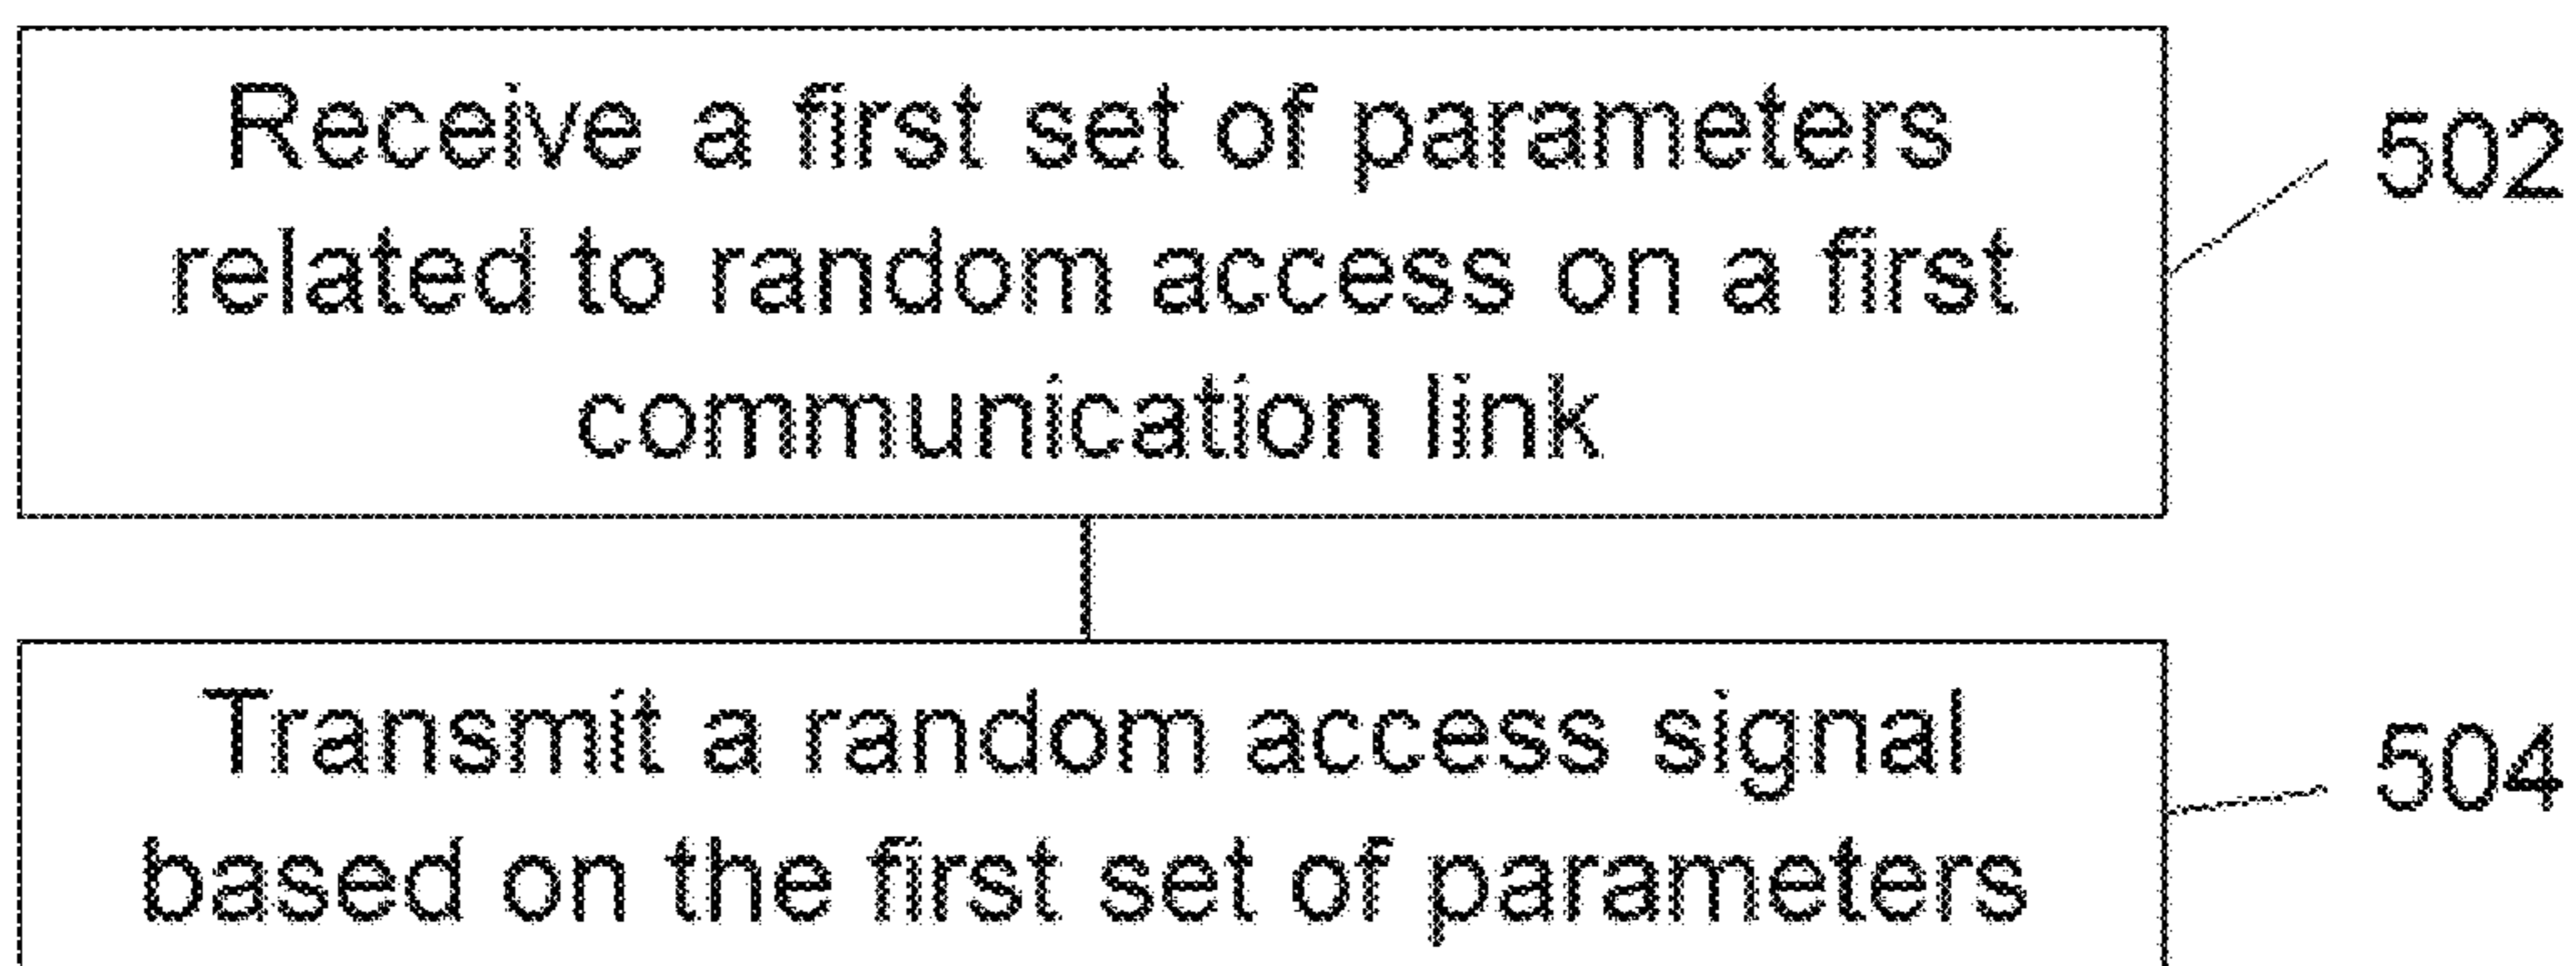 Receive a first set of parameters
related to random access on a first
communication link
502
Transmit a random access signal
based on the first set of parameters
504